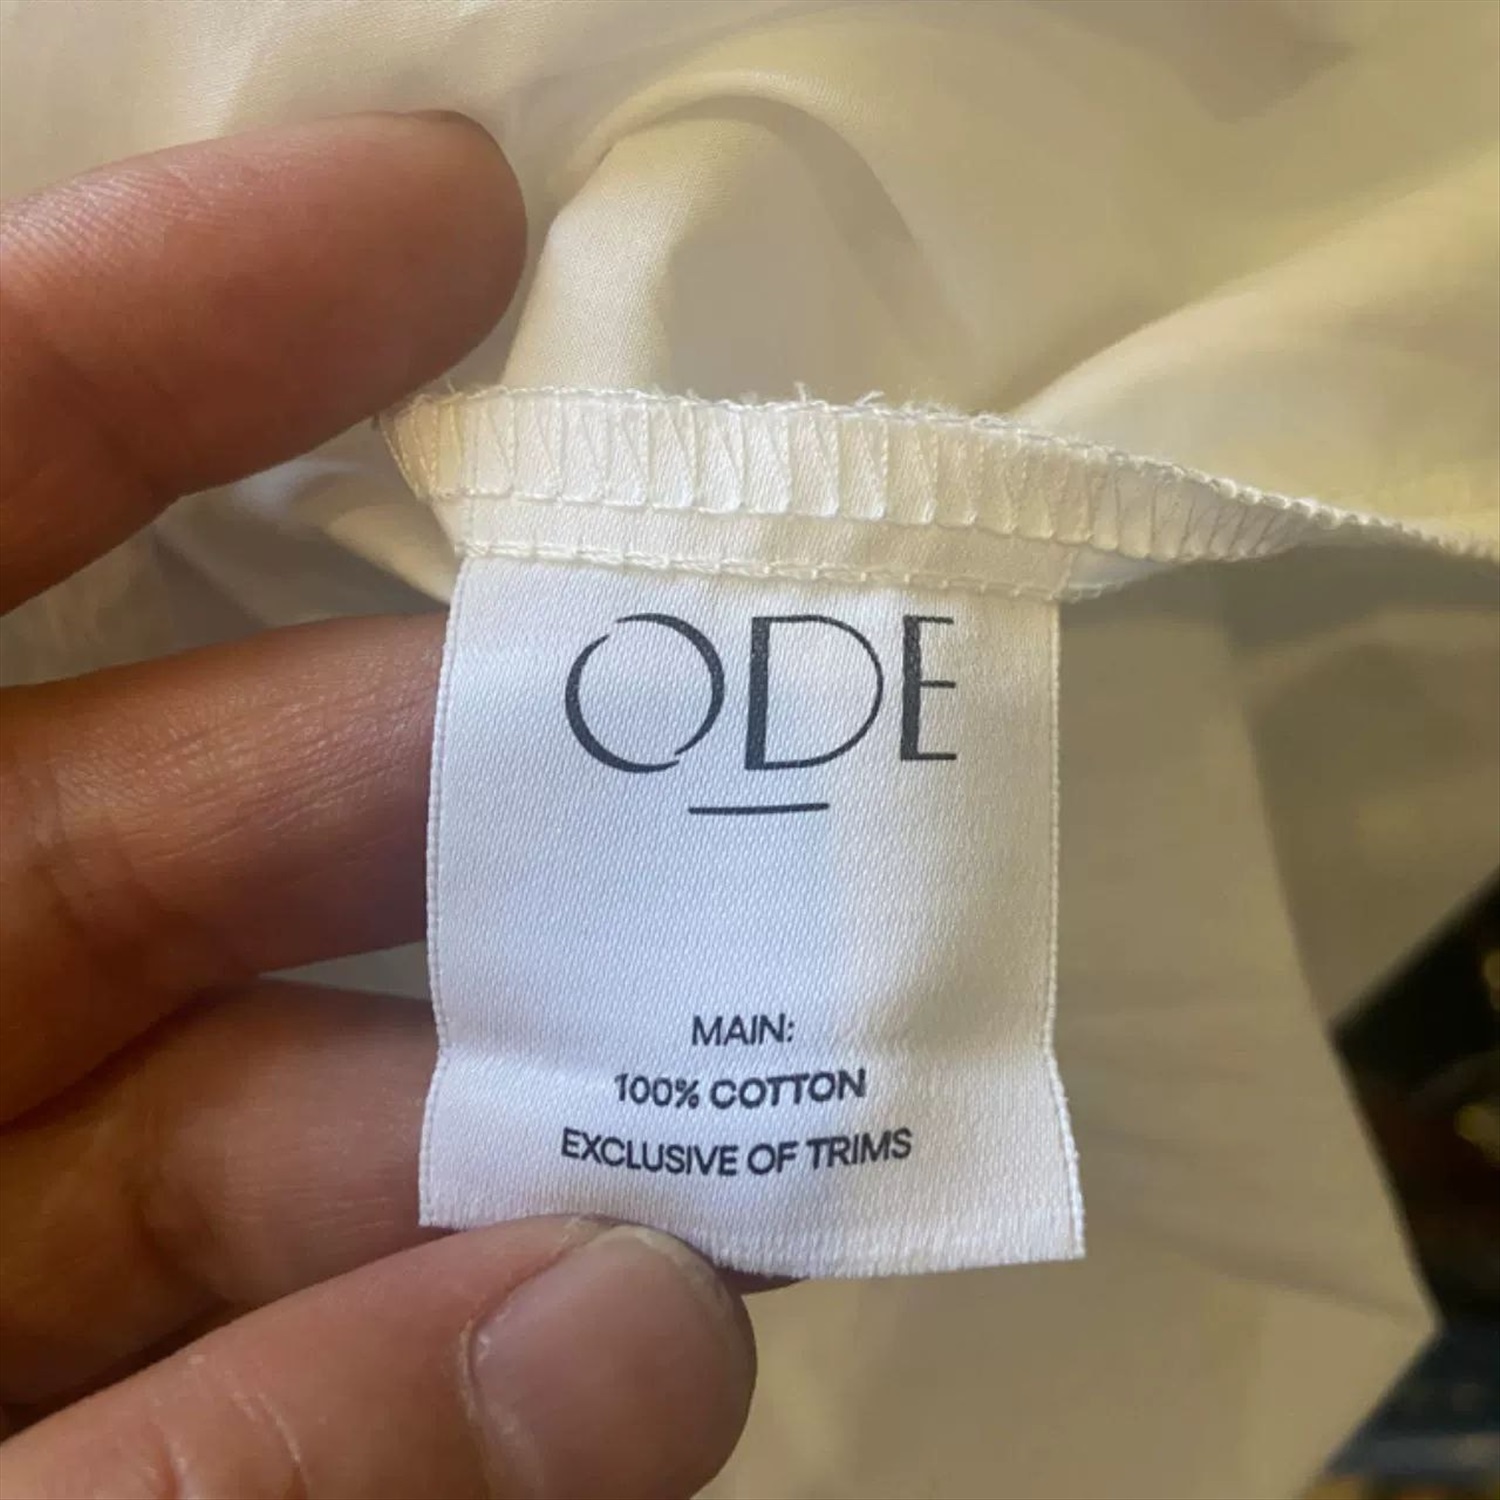 ODE
MAIN:
100% COTTON
EXCLUSIVE OF TRIMS